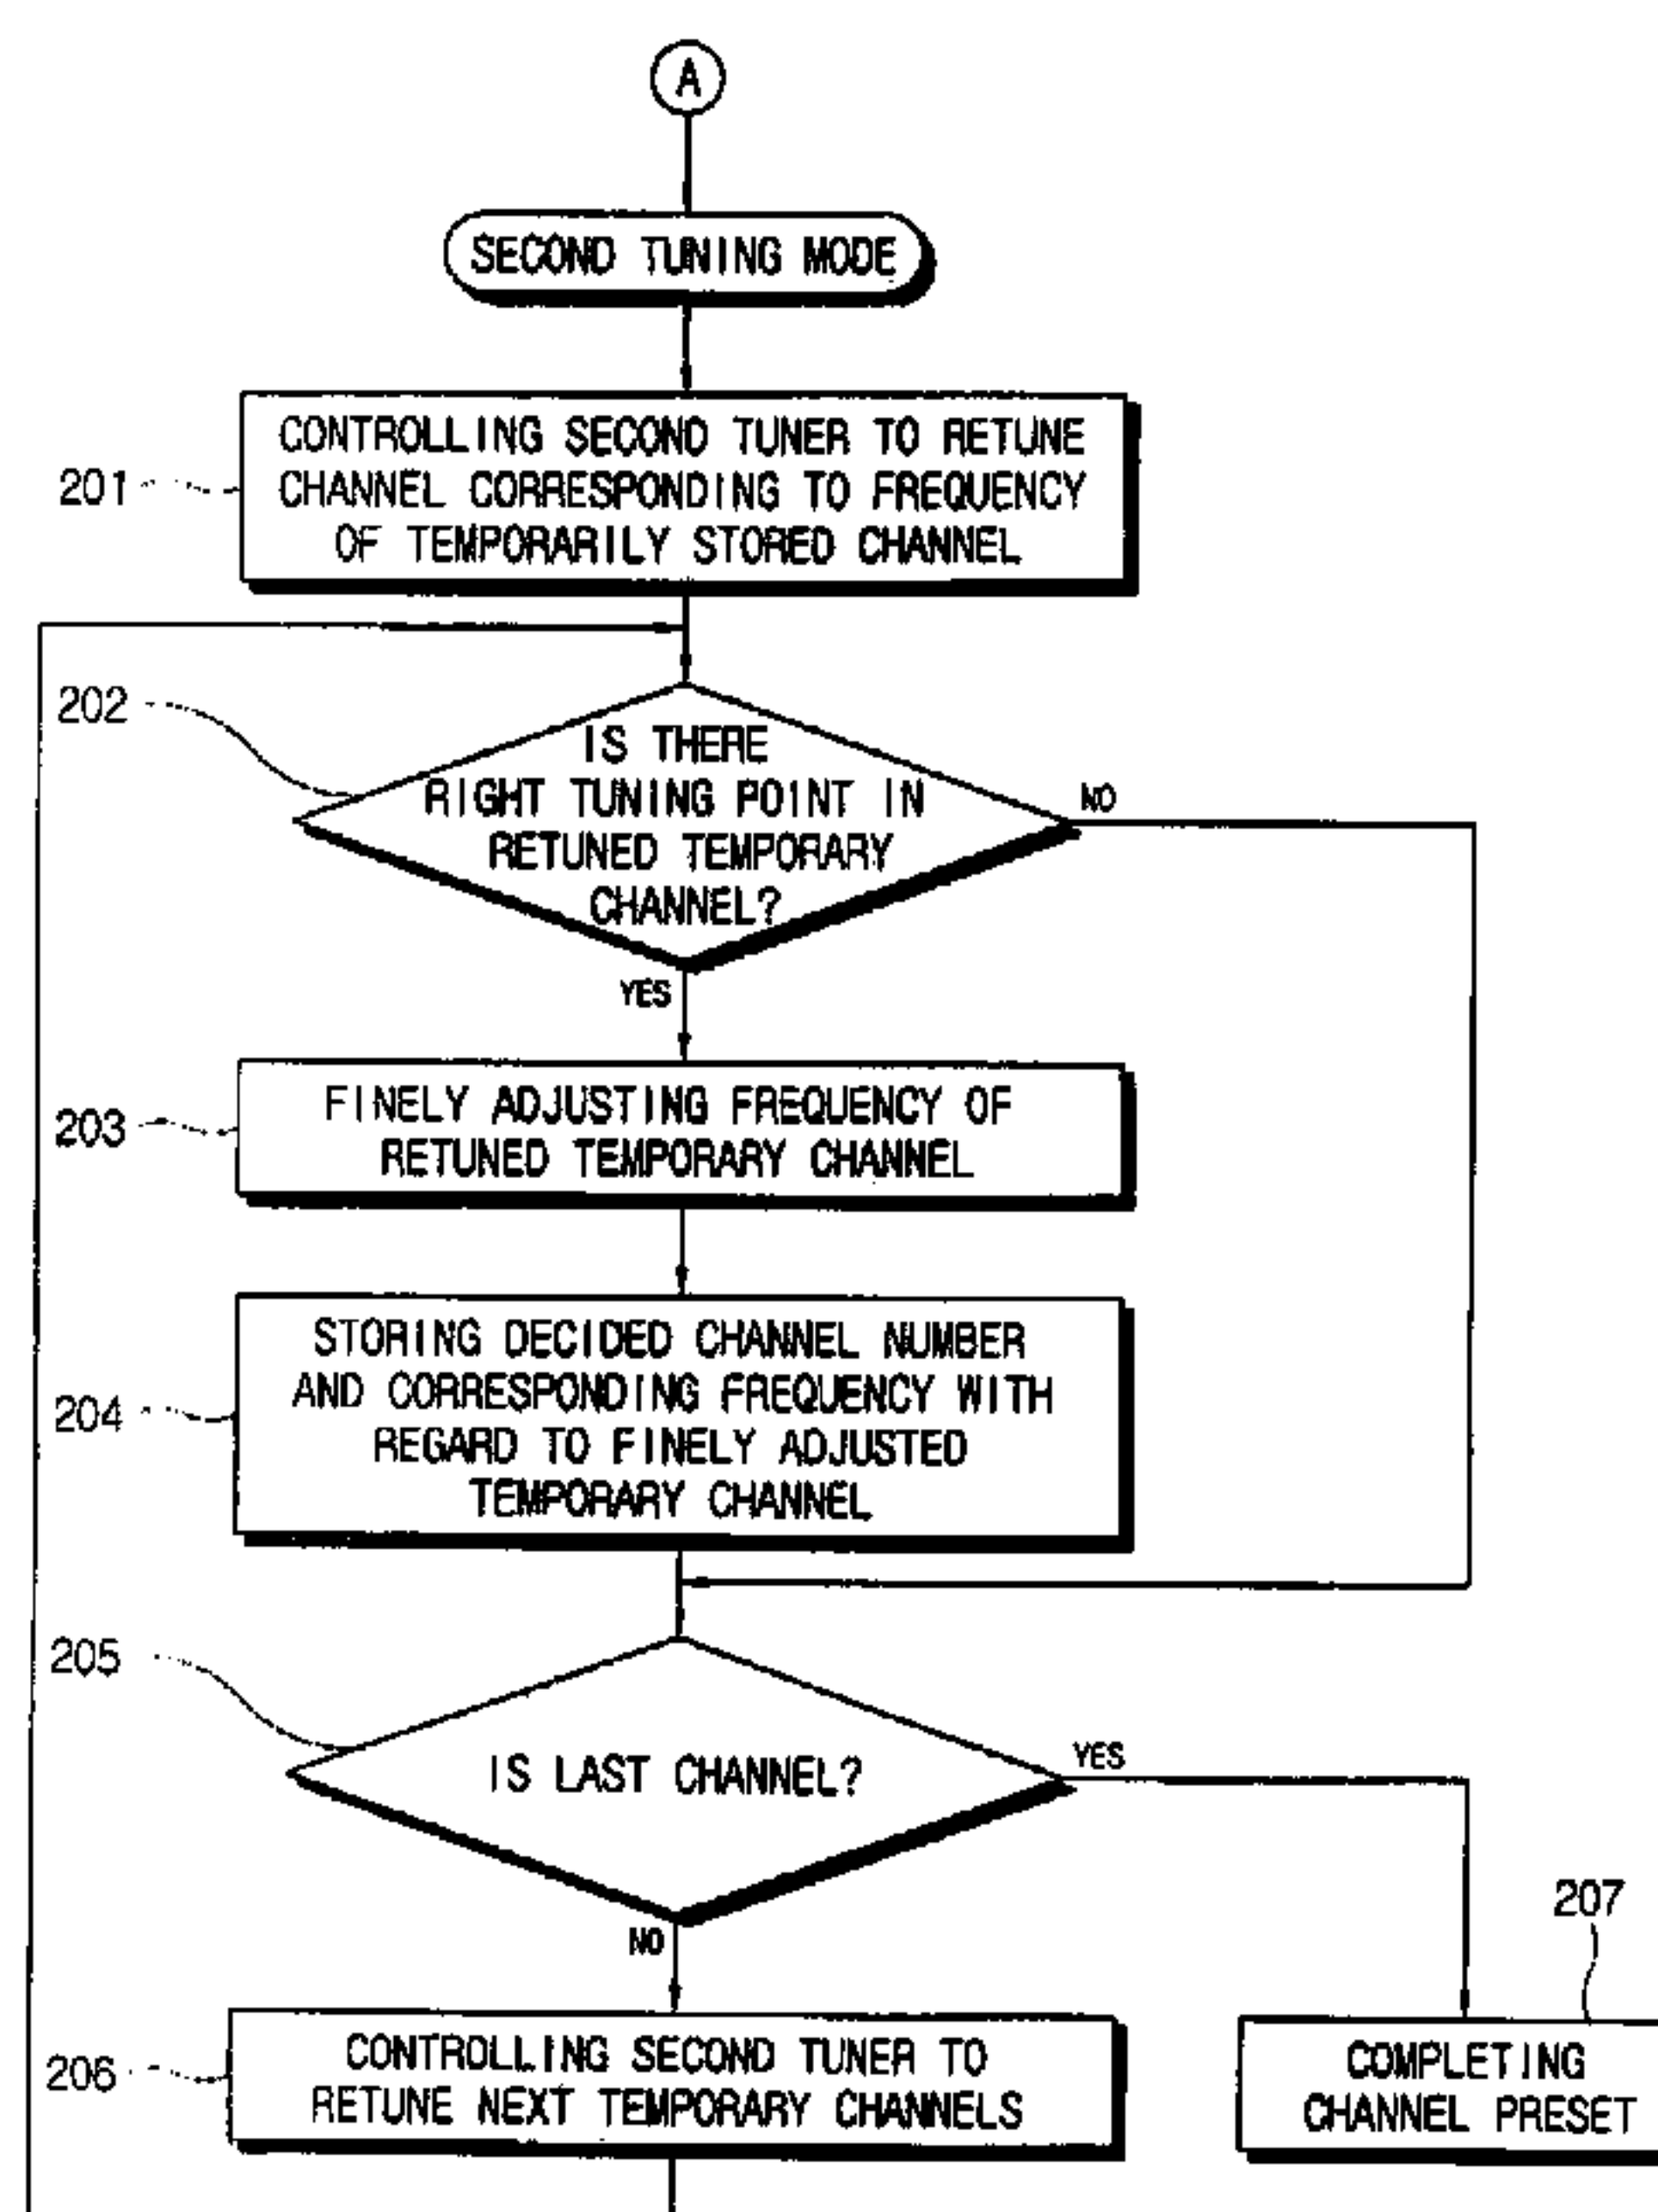 A
SECOND TUNING MODE
201
CONTROLLING SECOND TUNER TO RETUNE
CHANNEL CORRESPONDING TO FREQUENCY
OF TEMPORARILY STORED CHANNEL
202
IS THERE
RIGHT TUNING POINT IN
RETUNED TEMPORARY
CHANNEL?
NO
YES
203
FINELY ADJUSTING FREQUENCY OF
RETUNED TEMPORARY CHANNEL
204
STORING DECIDED CHANNEL NUMBER
AND CORRESPONDING FREQUENCY WITH
REGARD TO FINELY ADJUSTED
TEMPORARY CHANNEL
205
IS LAST CHANNEL?
YES
NO
207
206
CONTROLLING SECOND TUNER TO
RETUNE NEXT TEMPORARY CHANNELS
COMPLETING
CHANNEL PRESET